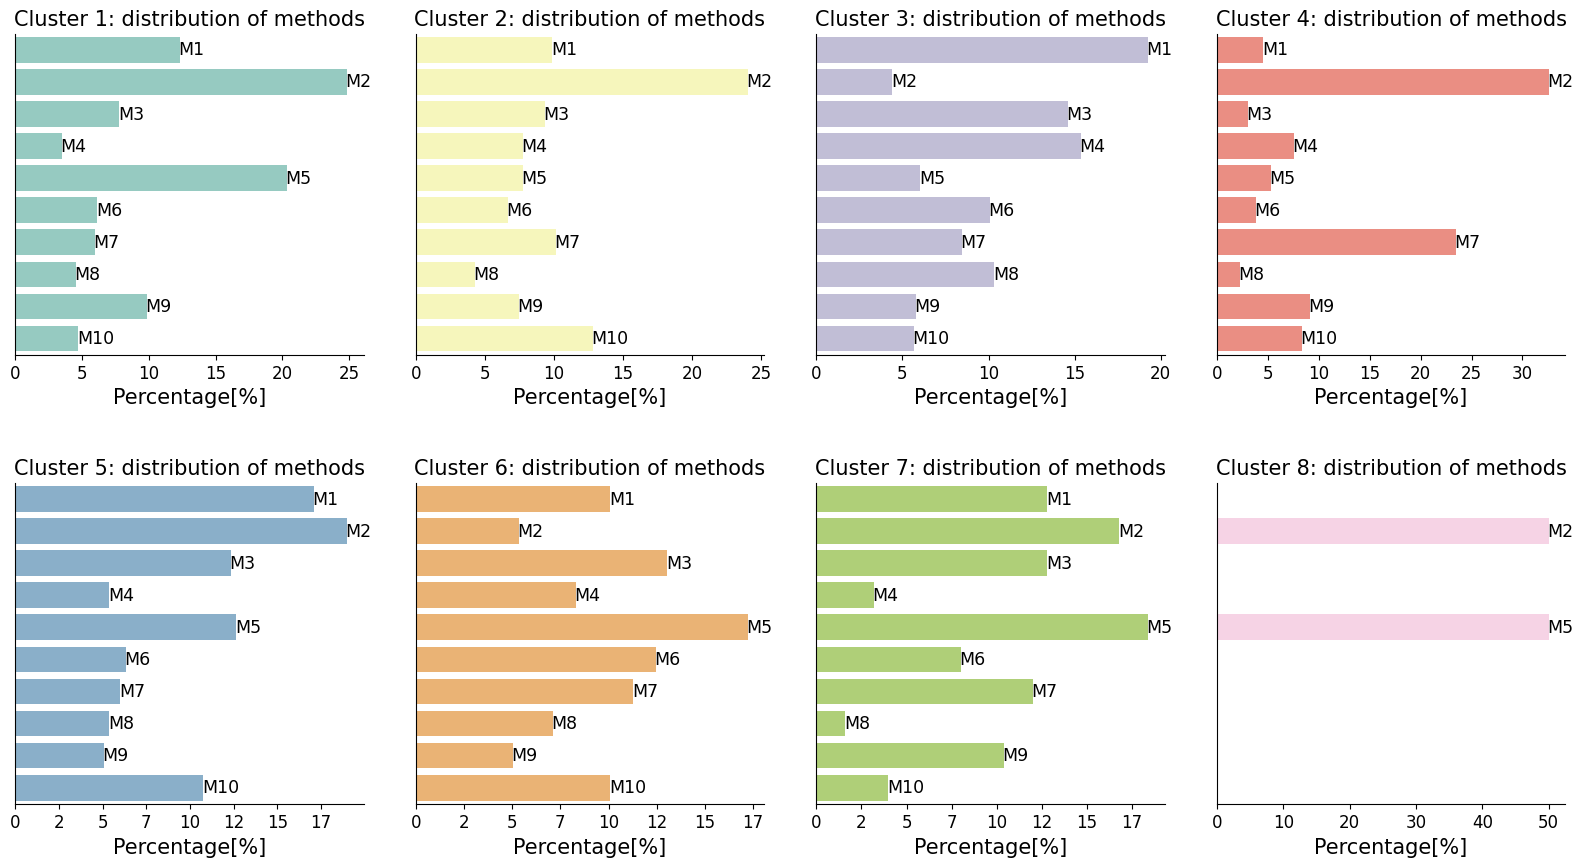 Cluster 1: distribution of methods
M1
M2
M3
M4
M5
M6
M7
M8
M9
M10
0 5 10 15 20 25
Percentage[%]
Cluster 2: distribution of methods
M1
M2
M3
M4
M5
M6
M7
M8
M9
M10
0 5 10 15 20 25
Percentage[%]
Cluster 3: distribution of methods
M1
M2
M3
M4
M5
M6
M7
M8
M9
M10
0 5 10 15 20
Percentage[%]
Cluster 4: distribution of methods
M1
M2
M3
M4
M5
M6
M7
M8
M9
M10
0 5 10 15 20 25 30
Percentage[%]
Cluster 5: distribution of methods
M1
M2
M3
M4
M5
M6
M7
M8
M9
M10
0 2 5 7 10 12 15 17
Percentage[%]
Cluster 6: distribution of methods
M1
M2
M3
M4
M5
M6
M7
M8
M9
M10
0 2 5 7 10 12 15 17
Percentage[%]
Cluster 7: distribution of methods
M1
M2
M3
M4
M5
M6
M7
M8
M9
M10
0 2 5 7 10 12 15 17
Percentage[%]
Cluster 8: distribution of methods
M2
M5
0 10 20 30 40 50
Percentage[%]